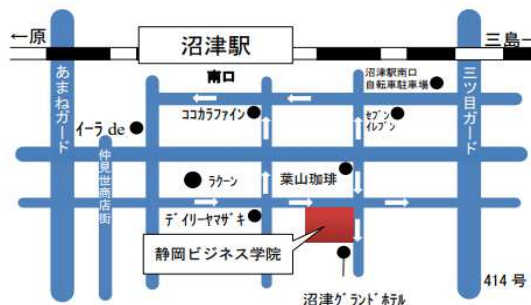 ←原
沼津駅
三島→
南口
沼津駅南口
自転車駐車場
あまねガード
三ツ目ガード
ココカラファイン
セブン
イレブン
イーラde
仲見世商店街
ラクーン
葉山珈琲
デイリーヤマザキ
静岡ビジネス学院
沼津グランドホテル
414号